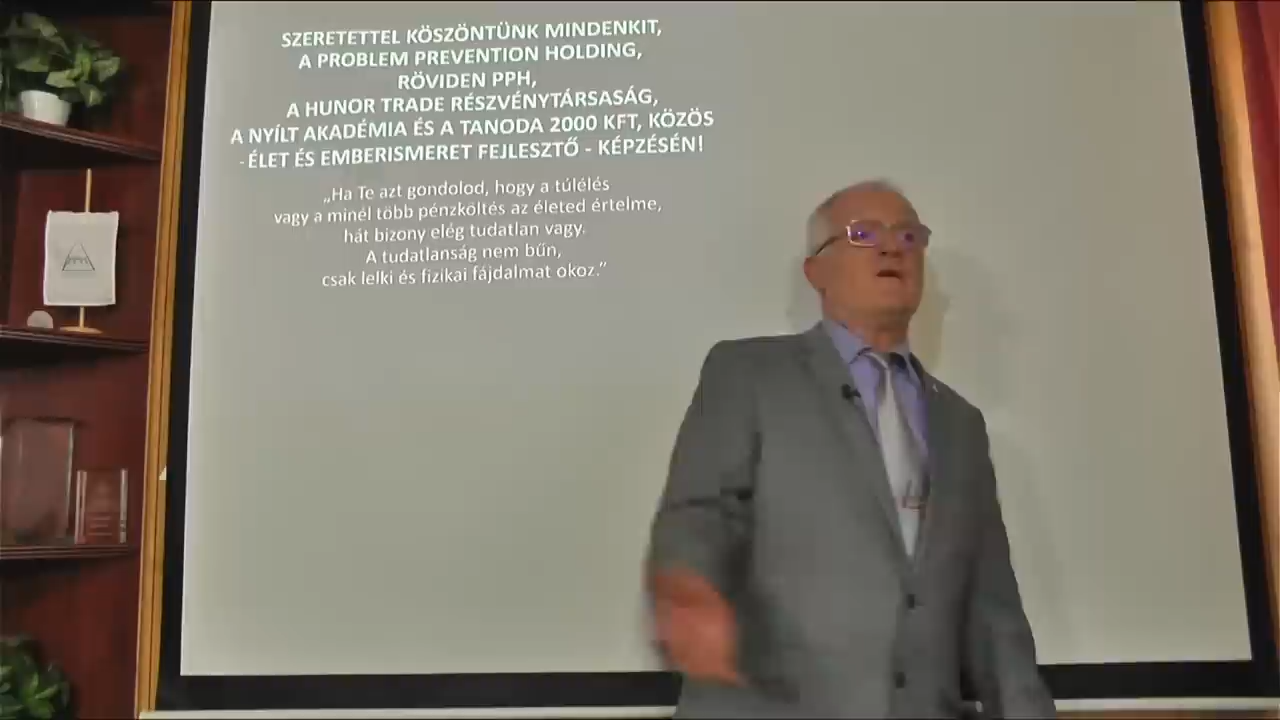 SZERETETTEL KÖSZÖNTÜNK MINDENKIT,
A PROBLEM PREVENTION HOLDING,
RÖVIDEN PPH,
A HUNOR TRADE RÉSZVÉNYTÁRSASÁG,
A NYÍLT AKADÉMIA ÉS A TANODA 2000 KFT, KÖZÖS
- ÉLET ÉS EMBERISMERET FEJLESZTŐ - KÉPZÉSÉN!
„Ha Te azt gondolod, hogy a túlélés
vagy a minél több pénzköltés az életed értelme,
hát bizony elég tudatlan vagy.
A tudatlanság nem bűn,
csak lelki és fizikai fájdalmat okoz.”